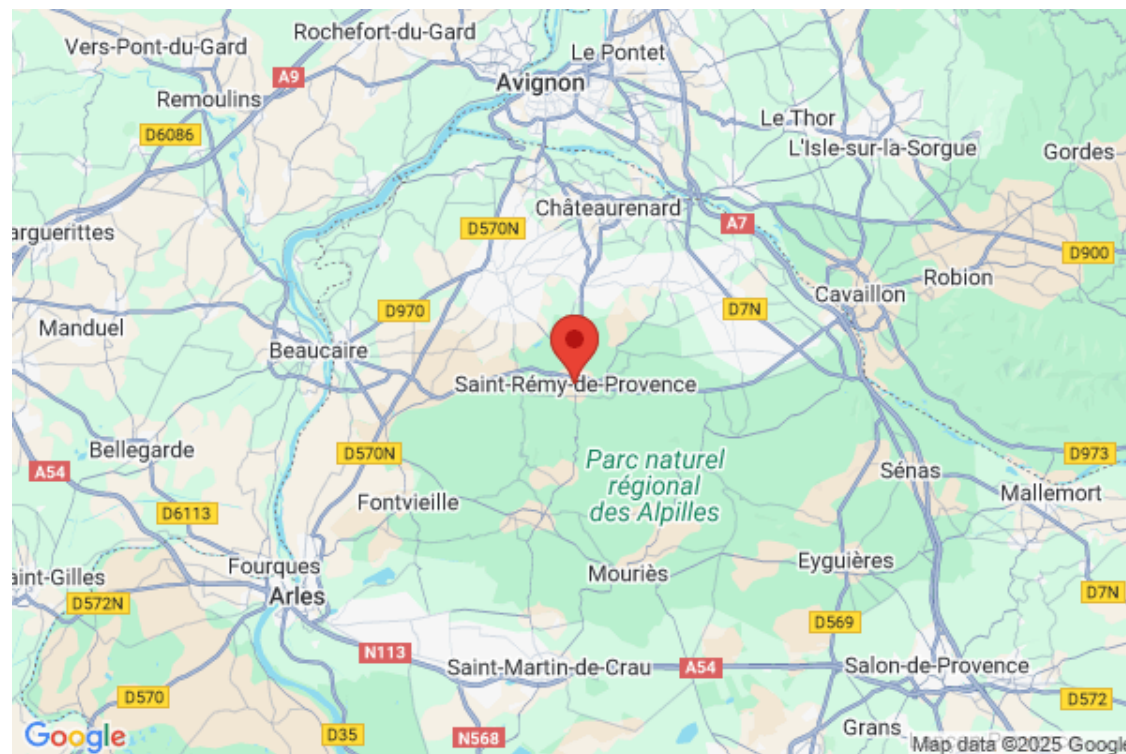 Rochefort-du-Gard
Vers-Pont-du-Gard
Le Pontet
A9
Avignon
Remoulins
Le Thor
D6086
L'Isle-sur-la-Sorgue
Gordes
Châteaurenard
A7
D570N
arguerittes
D900
Robion
Cavaillon
D970
D7N
Manduel
Beaucaire
Saint-Rémy-de-Provence
Bellegarde
D570N
D973
Parc naturel
régional
des Alpilles
A54
Sénas
Mallemort
Fontvieille
D6113
Fourques
Eyguières
aint-Gilles
Mouriès
Arles
D572N
D7N
D569
N113
Saint-Martin-de-Crau
A54
Salon-de-Provence
D570
D572
Grans
D35
N568
Google
Map data ©2025 Google